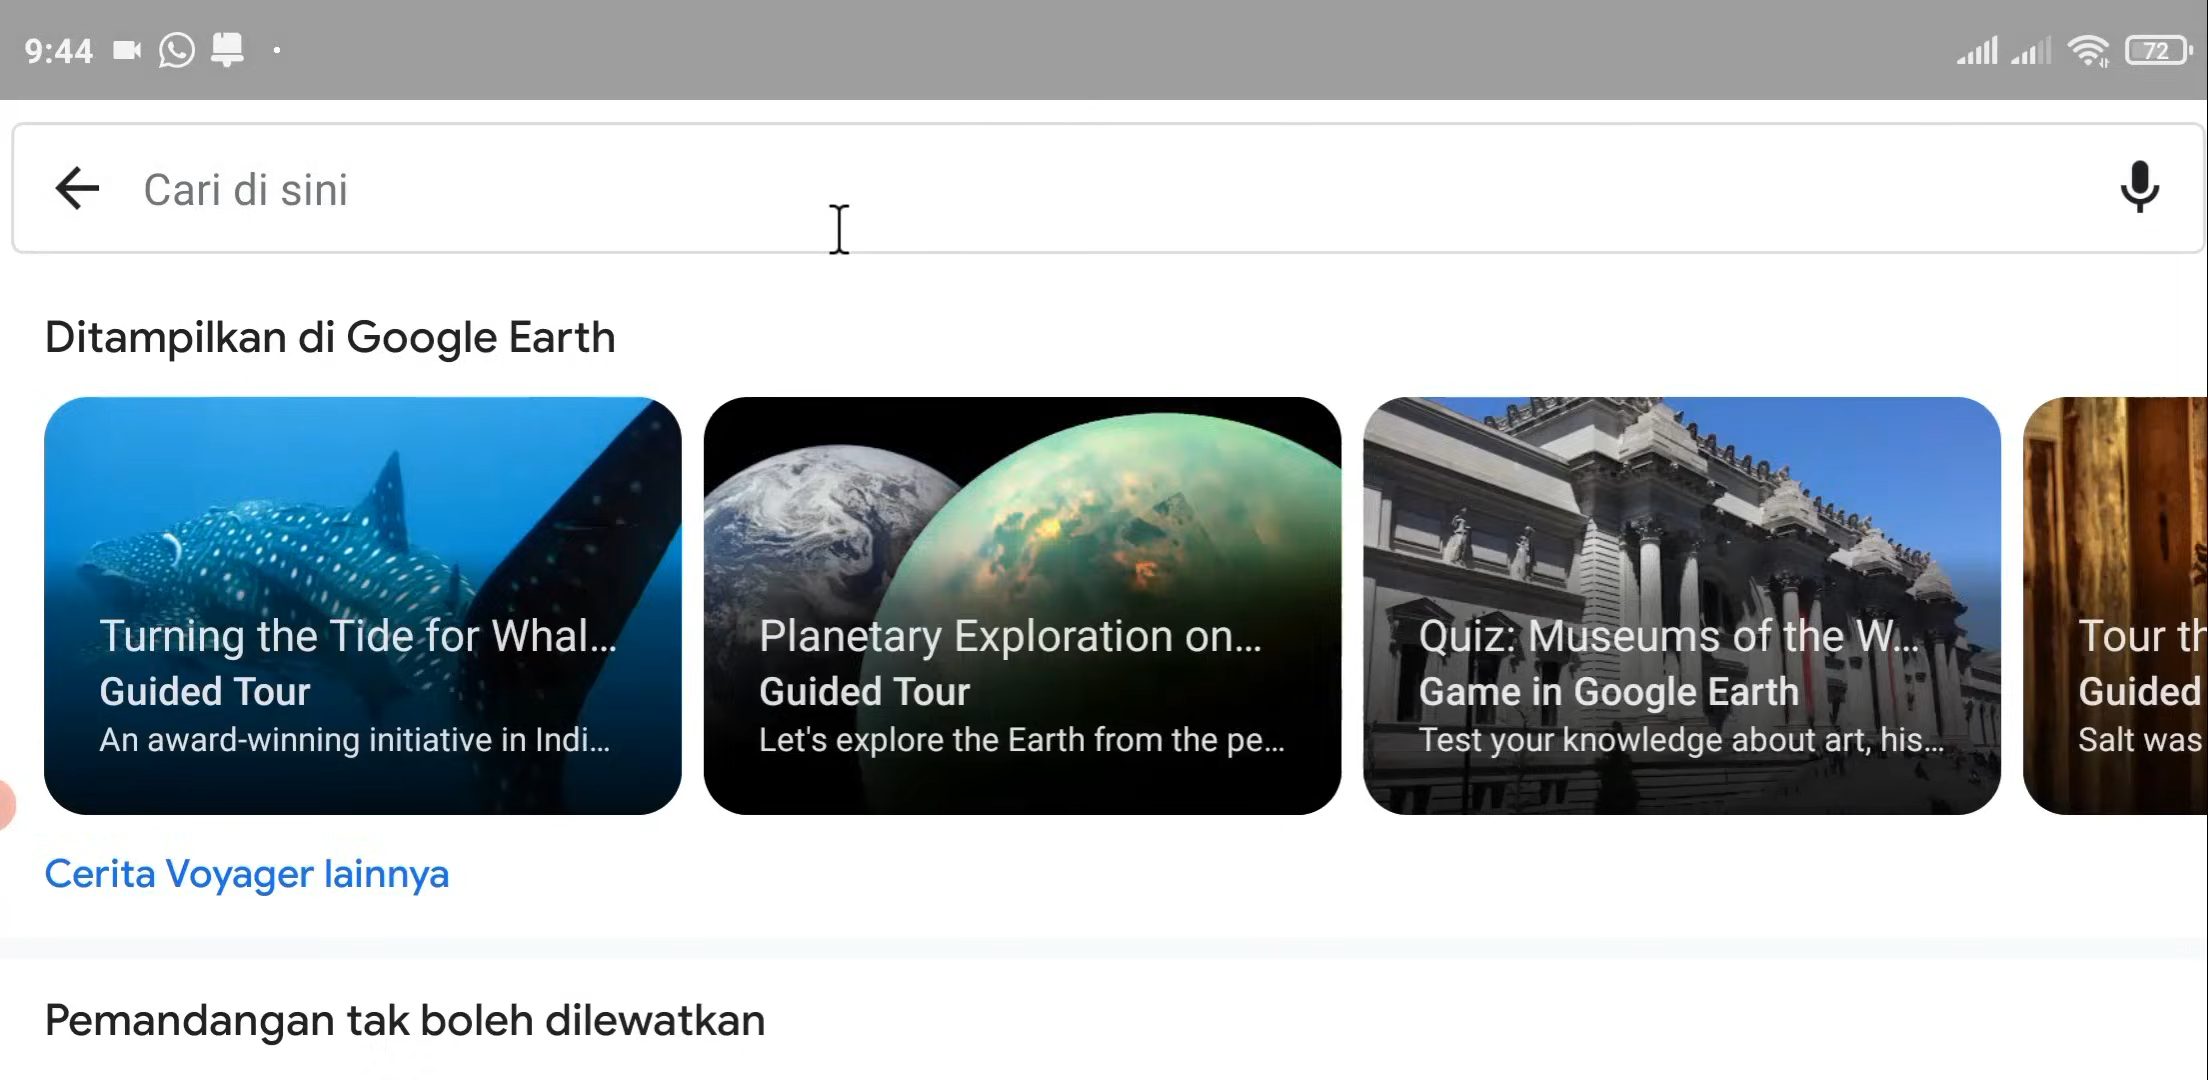 9:44
72
Cari di sini
Ditampilkan di Google Earth
Turning the Tide for Whal...
Guided Tour
An award-winning initiative in Indi...
Planetary Exploration on...
Guided Tour
Let's explore the Earth from the pe...
Quiz: Museums of the W...
Game in Google Earth
Test your knowledge about art, his...
Tour th
Guided
Salt was
Cerita Voyager lainnya
Pemandangan tak boleh dilewatkan